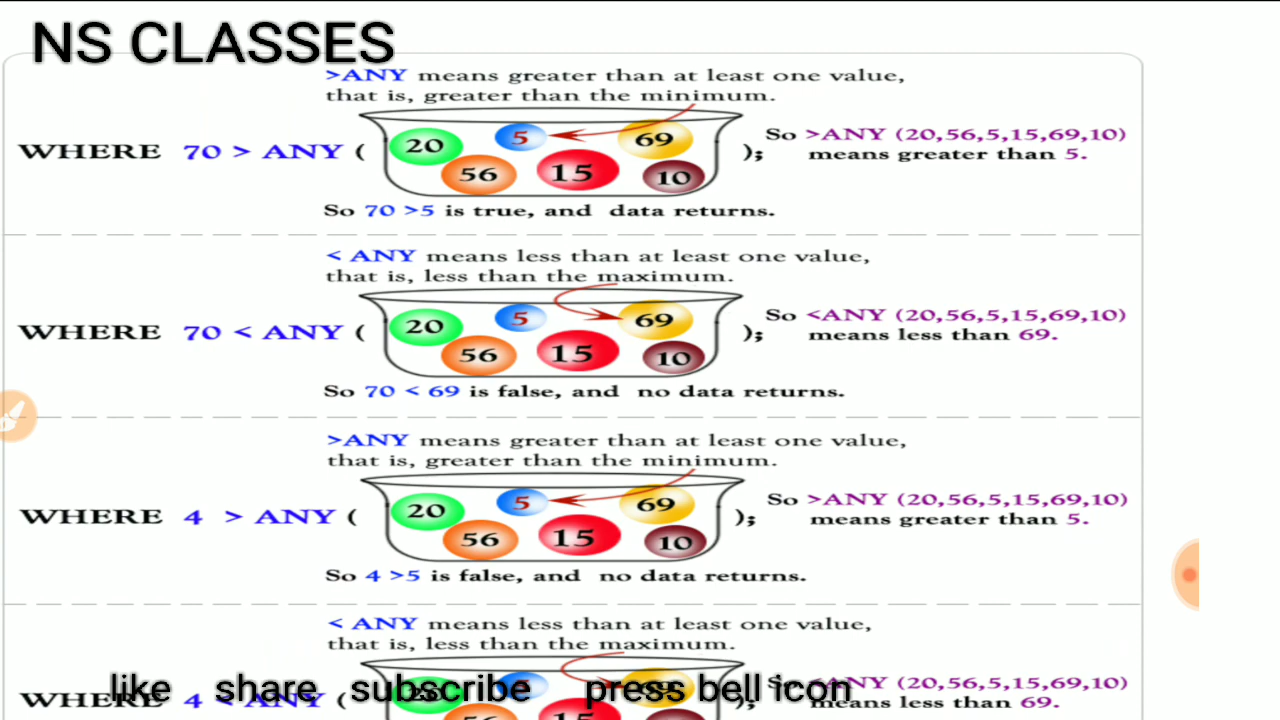 NS CLASSES
>ANY means greater than at least one value,
that is, greater than the minimum.
WHERE 70 > ANY ( 20 5 69 56 15 10 ); So >ANY (20,56,5,15,69,10)
means greater than 5.
So 70 >5 is true, and data returns.
< ANY means less than at least one value,
that is, less than the maximum.
WHERE 70 < ANY ( 20 5 69 56 15 10 ); So <ANY (20,56,5,15,69,10)
means less than 69.
So 70 < 69 is false, and no data returns.
>ANY means greater than at least one value,
that is, greater than the minimum.
WHERE 4 > ANY ( 20 5 69 56 15 10 ); So >ANY (20,56,5,15,69,10)
means greater than 5.
So 4 >5 is false, and no data returns.
< ANY means less than at least one value,
that is, less than the maximum.
WHERE 4 < ANY ( 20 <ANY (20,56,5,15,69,10)
like share subscribe press bell icon
means less than 69.
56 15